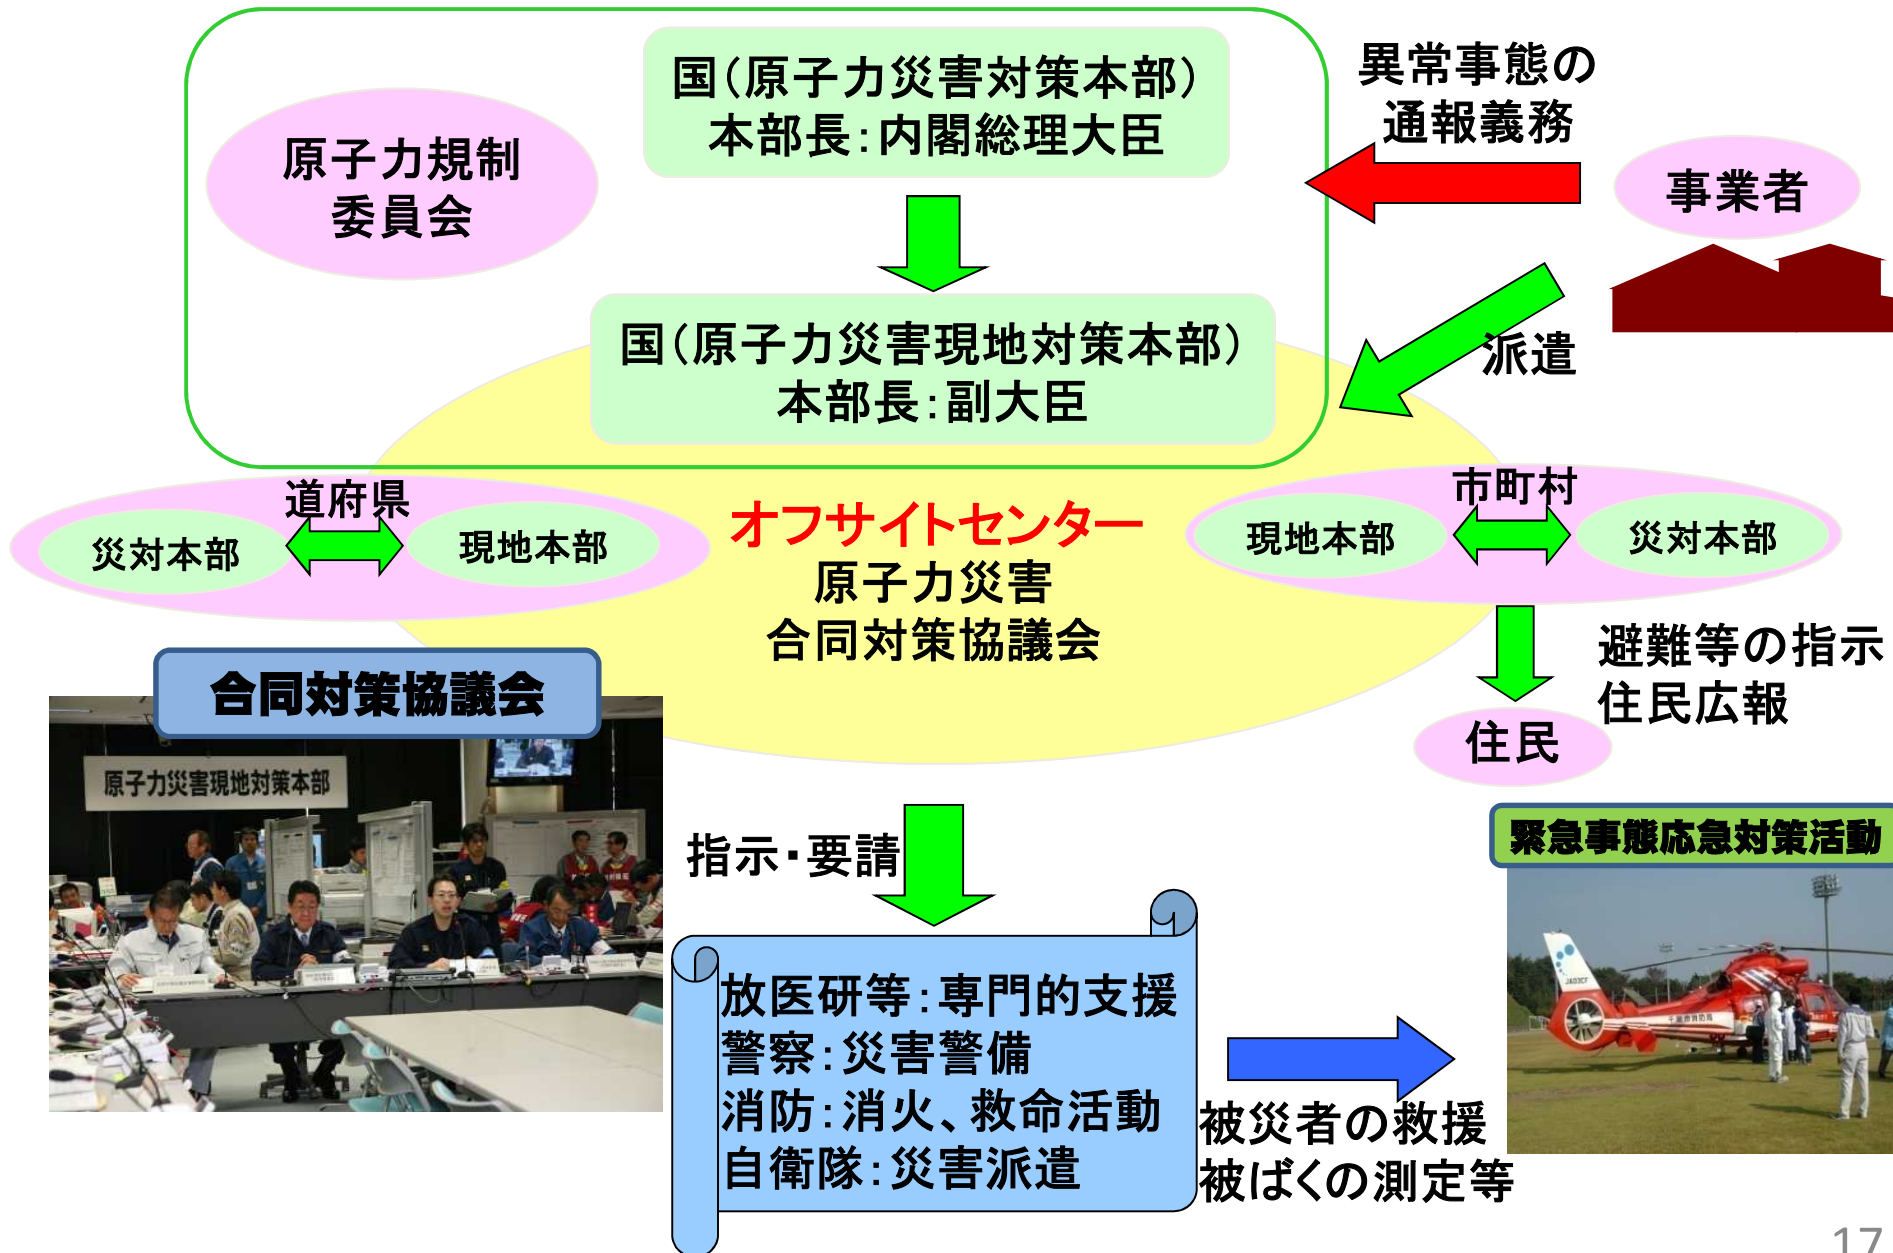 国(原子力災害対策本部)
本部長:内閣総理大臣
異常事態の
通報義務
原子力規制
委員会
事業者
国(原子力災害現地対策本部)
本部長:副大臣
派遣
道府県
災対本部
現地本部
オフサイトセンター
原子力災害
合同対策協議会
市町村
現地本部
災対本部
避難等の指示
住民広報
住民
合同対策協議会
原子力災害現地対策本部
指示・要請
緊急事態応急対策活動
放医研等:専門的支援
警察:災害警備
消防:消火、救命活動
自衛隊:災害派遣
被災者の救援
被ばくの測定等
千葉市消防局
17